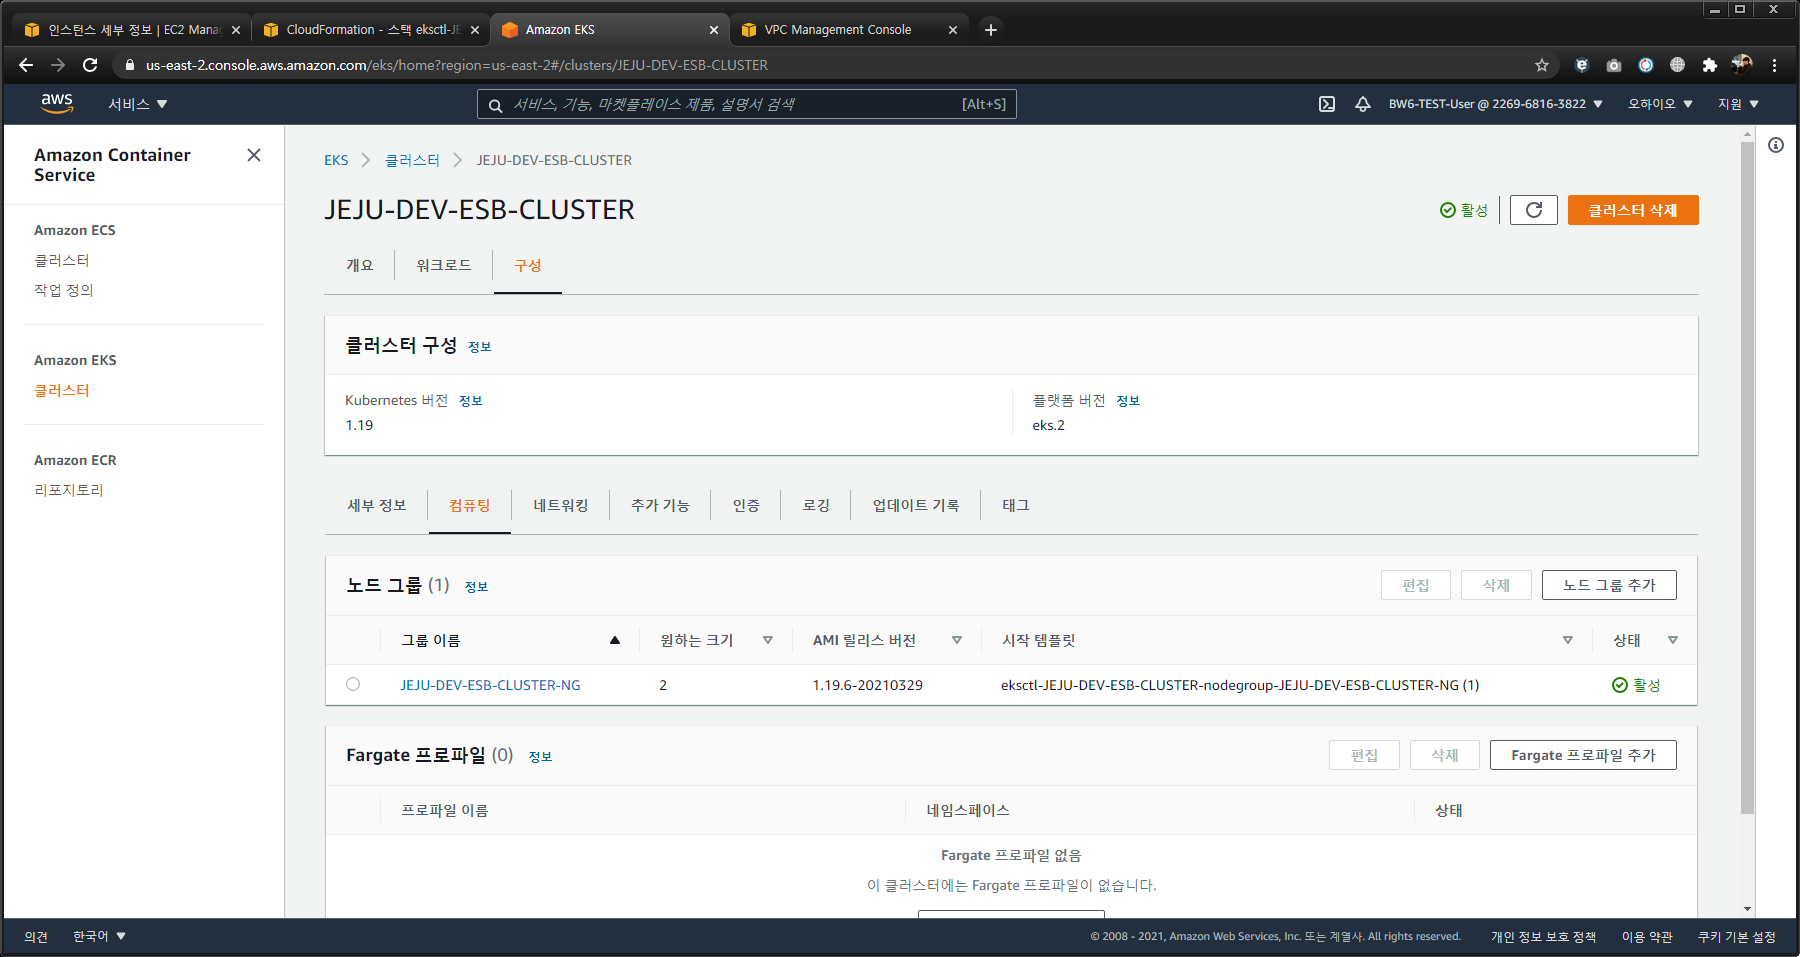 인스턴스 세부 정보 | EC2 Mana
CloudFormation - 스택 eksctl-JE
Amazon EKS
VPC Management Console
us-east-2.console.aws.amazon.com/eks/home?region=us-east-2#/clusters/JEJU-DEV-ESB-CLUSTER
aws
서비스
서비스, 기능, 마켓플레이스 제품, 설명서 검색
[Alt+S]
BW6-TEST-User @ 2269-6816-3822
오하이오
지원
Amazon Container
Service
Amazon ECS
클러스터
작업 정의
Amazon EKS
클러스터
Amazon ECR
리포지토리
EKS
클러스터
JEJU-DEV-ESB-CLUSTER
JEJU-DEV-ESB-CLUSTER
활성
클러스터 삭제
개요
워크로드
구성
클러스터 구성 정보
Kubernetes 버전 정보
1.19
플랫폼 버전 정보
eks.2
세부 정보
컴퓨팅
네트워킹
추가 기능
인증
로깅
업데이트 기록
태그
노드 그룹 (1) 정보
편집
삭제
노드 그룹 추가
그룹 이름
원하는 크기
AMI 릴리스 버전
시작 템플릿
상태
JEJU-DEV-ESB-CLUSTER-NG
2
1.19.6-20210329
eksctl-JEJU-DEV-ESB-CLUSTER-nodegroup-JEJU-DEV-ESB-CLUSTER-NG (1)
활성
Fargate 프로파일 (0) 정보
편집
삭제
Fargate 프로파일 추가
프로파일 이름
네임스페이스
상태
Fargate 프로파일 없음
이 클러스터에는 Fargate 프로파일이 없습니다.
의견
한국어
© 2008 - 2021, Amazon Web Services, Inc. 또는 계열사. All rights reserved.
개인 정보 보호 정책
이용 약관
쿠키 기본 설정